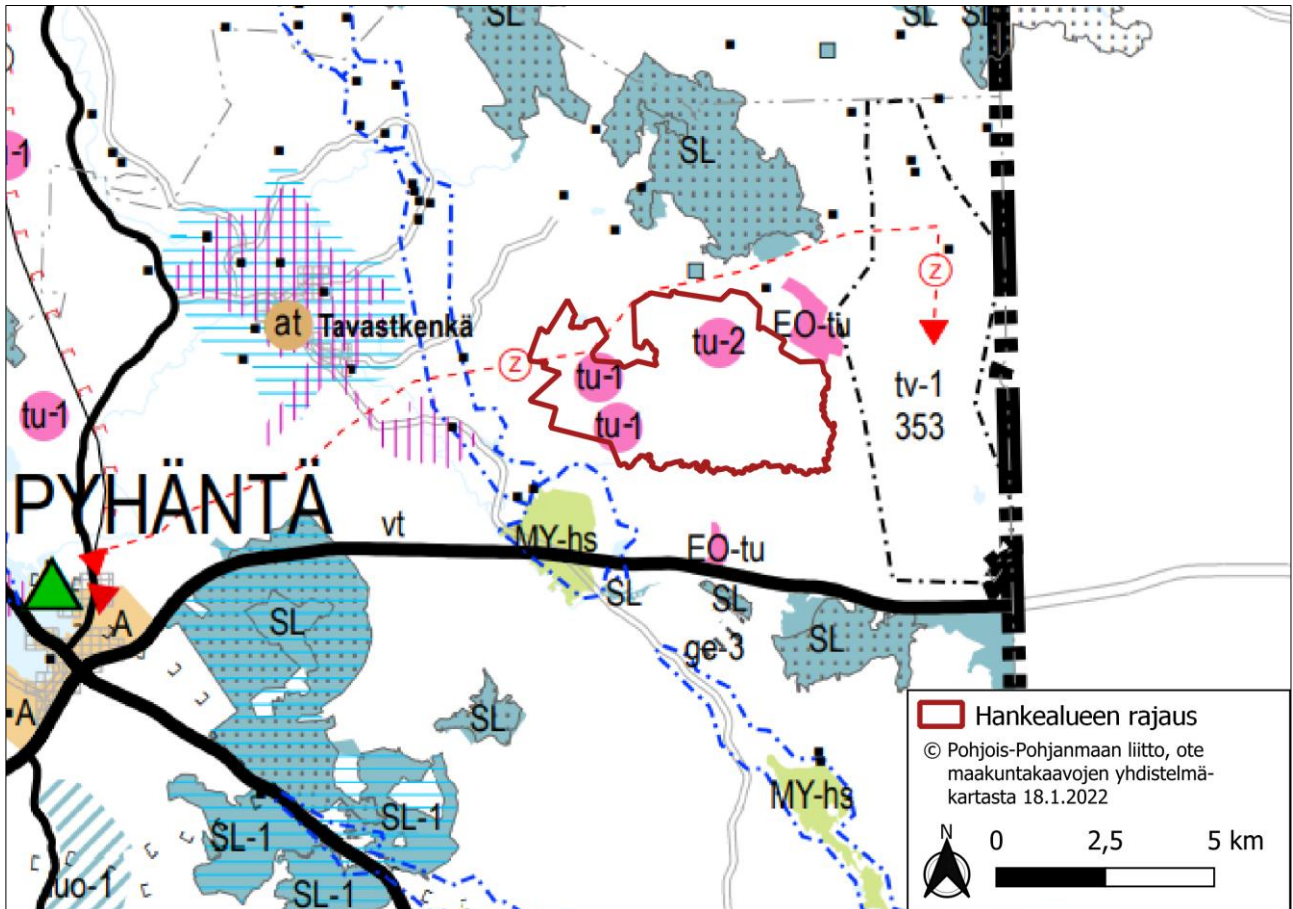 SL
SL
SL
SL
-1
z
at
Tavastkenkä
tu-2
EO-tu
z
tu-1
tu-1
tv-1
353
tu-1
PYHÄNTÄ
vt
MY-hs
EO-tu
SL
SL
A
SL
ge-3
SL
A
SL
MY-hs
SL-1
SL-1
uo-1
SL-1
Hankealueen rajaus
© Pohjois-Pohjanmaan liitto, ote
maakuntakaavojen yhdistelmä-
kartasta 18.1.2022
N
0 2,5 5 km